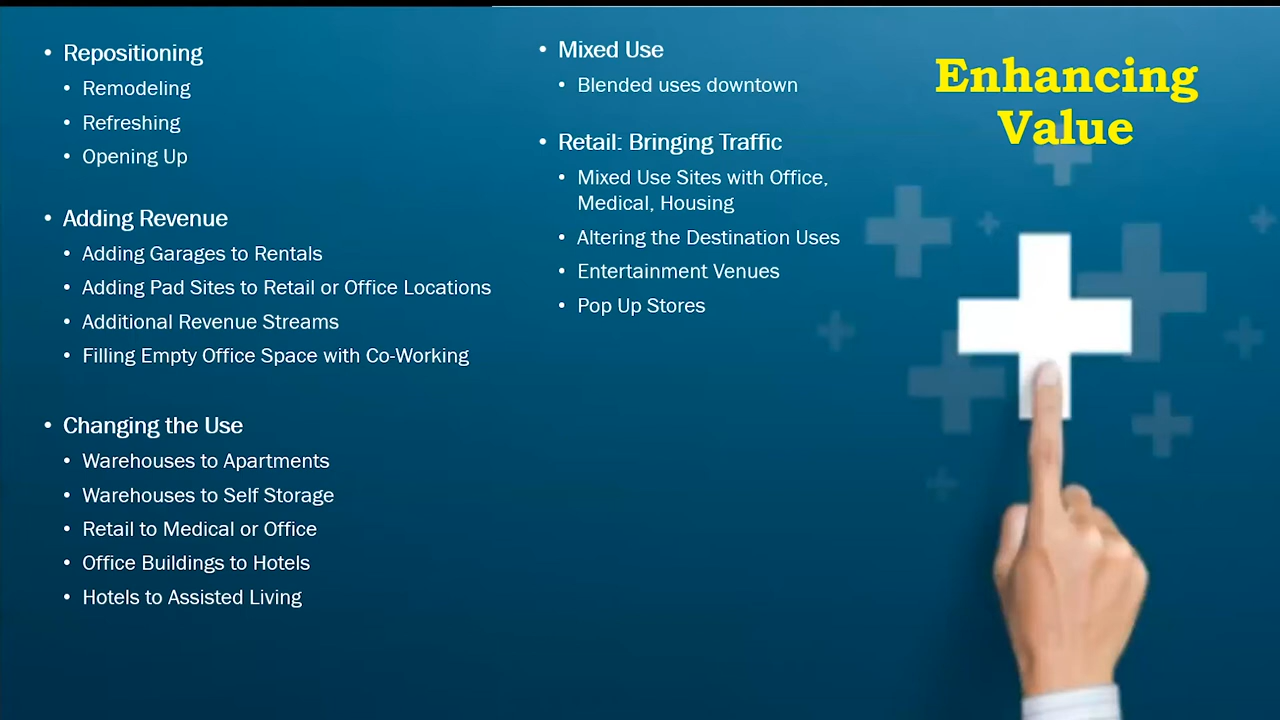 Enhancing
Value
• Repositioning
• Remodeling
• Refreshing
• Opening Up
• Adding Revenue
• Adding Garages to Rentals
• Adding Pad Sites to Retail or Office Locations
• Additional Revenue Streams
• Filling Empty Office Space with Co-Working
• Changing the Use
• Warehouses to Apartments
• Warehouses to Self Storage
• Retail to Medical or Office
• Office Buildings to Hotels
• Hotels to Assisted Living
• Mixed Use
• Blended uses downtown
• Retail: Bringing Traffic
• Mixed Use Sites with Office,
Medical, Housing
• Altering the Destination Uses
• Entertainment Venues
• Pop Up Stores